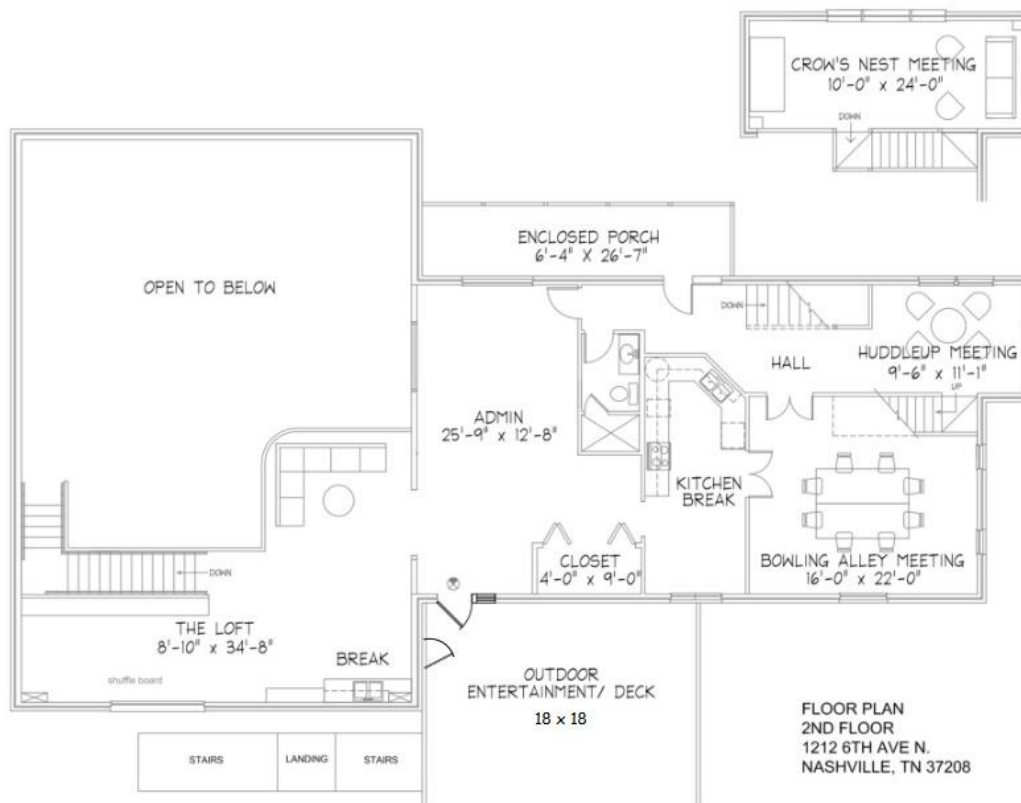 CROW'S NEST MEETING
10'-0" x 24'-0"
DOWN
ENCLOSED PORCH
6'-4" X 26'-7"
OPEN TO BELOW
DOWN
HALL
HUDDLEUP MEETING
9'-6" x 11'-1"
UP
ADMIN
25'-9" x 12'-8"
KITCHEN
BREAK
CLOSET
4'-0" x 9'-0"
BOWLING ALLEY MEETING
16'-0" x 22'-0"
DOWN
THE LOFT
8'-10" x 34'-8"
BREAK
shuffle board
OUTDOOR
ENTERTAINMENT/ DECK
18 x 18
FLOOR PLAN
2ND FLOOR
1212 6TH AVE N.
NASHVILLE, TN 37208
STAIRS
LANDING
STAIRS